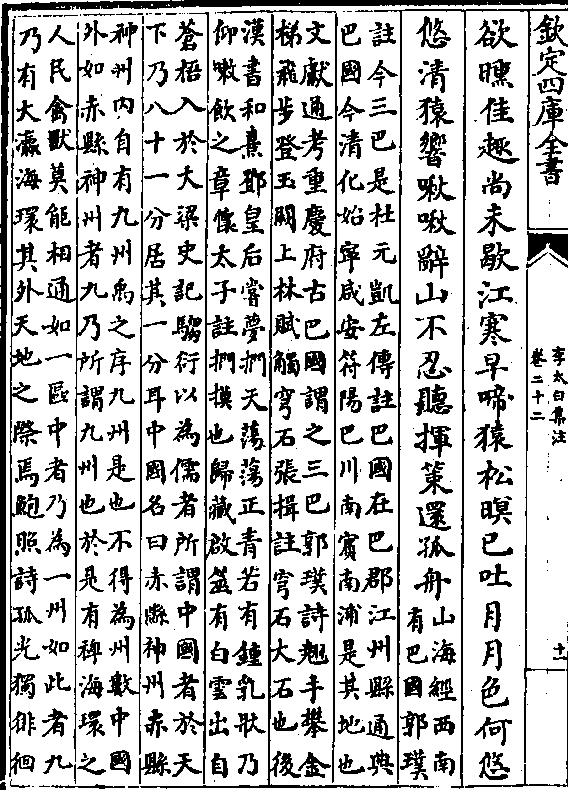 欽定四庫全書
李太白集注
卷二十二
十一
欲曛佳趣尚未歇江寒早啼猿松暝已吐月月色何悠
悠清猿響啾啾辭山不忍聽揮策還孤舟
山海經西南
有巴國郭璞
註今三巴是杜元凱左傳註巴國在巴郡江州縣通典
巴國今清化始寧咸安符陽巴川南賓南浦是其地也
文獻通考重慶府古巴國謂之三巴郭璞詩翹手攀金
梯飛步登玉闕上林賦觸穹石張揖註穹石大石也後
漢書和熹鄧皇后嘗夢捫天蕩蕩正青若有鍾乳狀乃
仰嗽飲之章懷太子註捫摸也歸藏啟筮有白雲出自
蒼梧入於大梁史記騶衍以為儒者所謂中國者於天
下乃八十一分居其一分耳中國名曰赤縣神州赤縣
神州內自有九州禹之序九州是也不得為州數中國
外如赤縣神州者九乃所謂九州也於是有裨海環之
人民禽獸莫能相通如一區中者乃為一州如此者九
乃有大瀛海環其外天地之際焉鮑照詩孤光獨徘徊